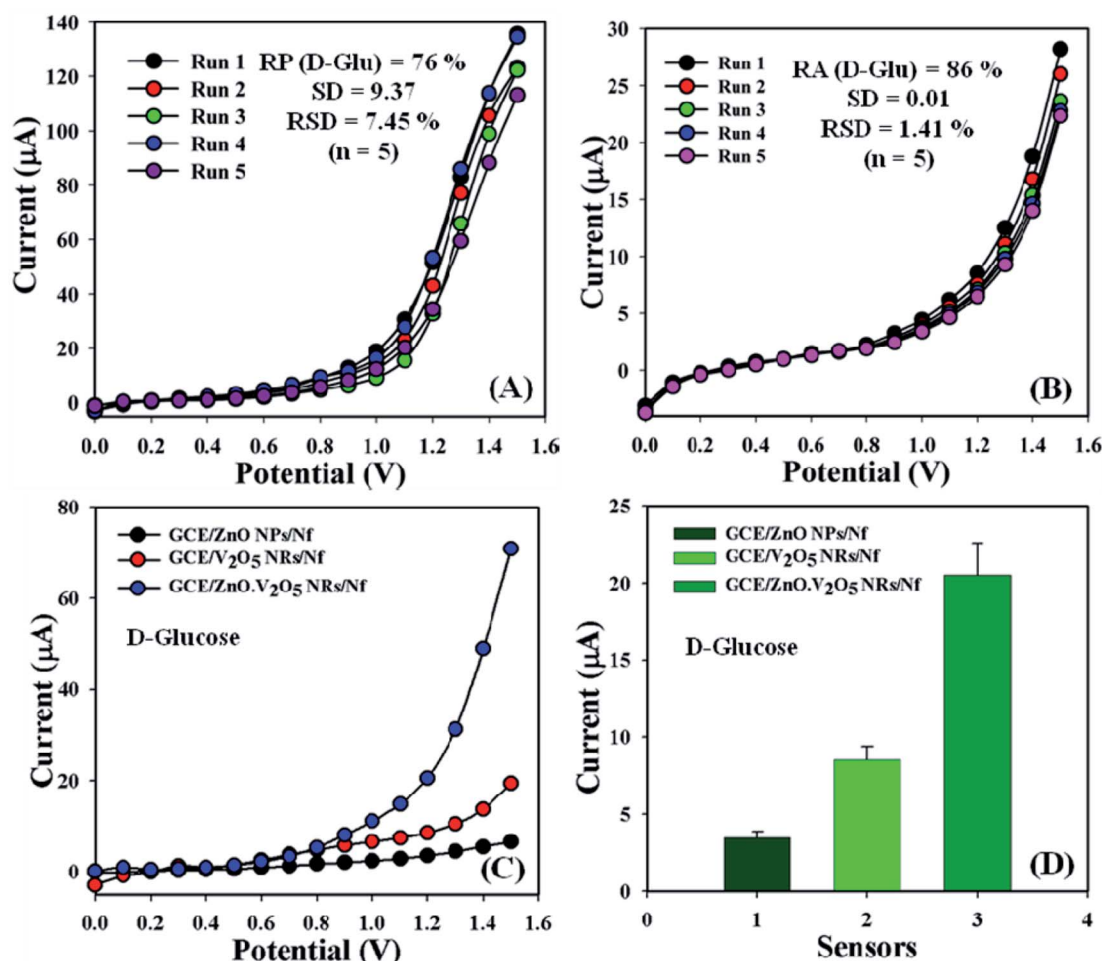 140
120
100
80
60
40
20
0
Current (µA)
Run 1
Run 2
Run 3
Run 4
Run 5
RP (D-Glu) = 76 %
SD = 9.37
RSD = 7.45 %
(n = 5)
(A)
0.0 0.2 0.4 0.6 0.8 1.0 1.2 1.4 1.6
Potential (V)
30
25
20
15
10
5
0
Current (µA)
Run 1
Run 2
Run 3
Run 4
Run 5
RA (D-Glu) = 86 %
SD = 0.01
RSD = 1.41 %
(n = 5)
(B)
0.0 0.2 0.4 0.6 0.8 1.0 1.2 1.4 1.6
Potential (V)
80
60
40
20
0
Current (µA)
GCE/ZnO NPs/Nf
GCE/V₂O₅ NRs/Nf
GCE/ZnO.V₂O₅ NRs/Nf
D-Glucose
(C)
0.0 0.2 0.4 0.6 0.8 1.0 1.2 1.4 1.6
Potential (V)
25
20
15
10
5
0
Current (µA)
GCE/ZnO NPs/Nf
GCE/V₂O₅ NRs/Nf
GCE/ZnO.V₂O₅ NRs/Nf
D-Glucose
(D)
0 1 2 3 4
Sensors